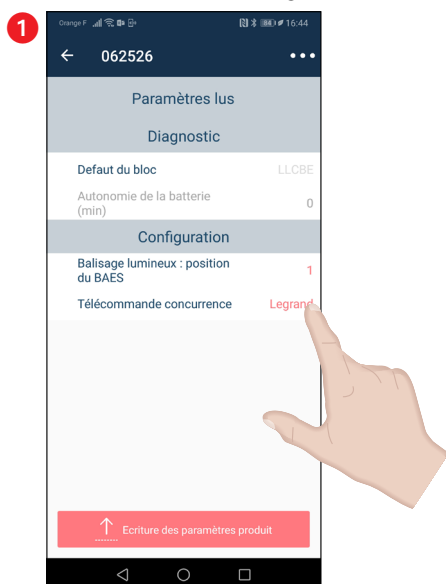 1
Orange F 84 16:44
062526
Paramètres lus
Diagnostic
Defaut du bloc LLCBE
Autonomie de la batterie
(min) 0
Configuration
Balisage lumineux : position
du BAES 1
Télécommande concurrence Legrand
Ecriture des paramètres produit